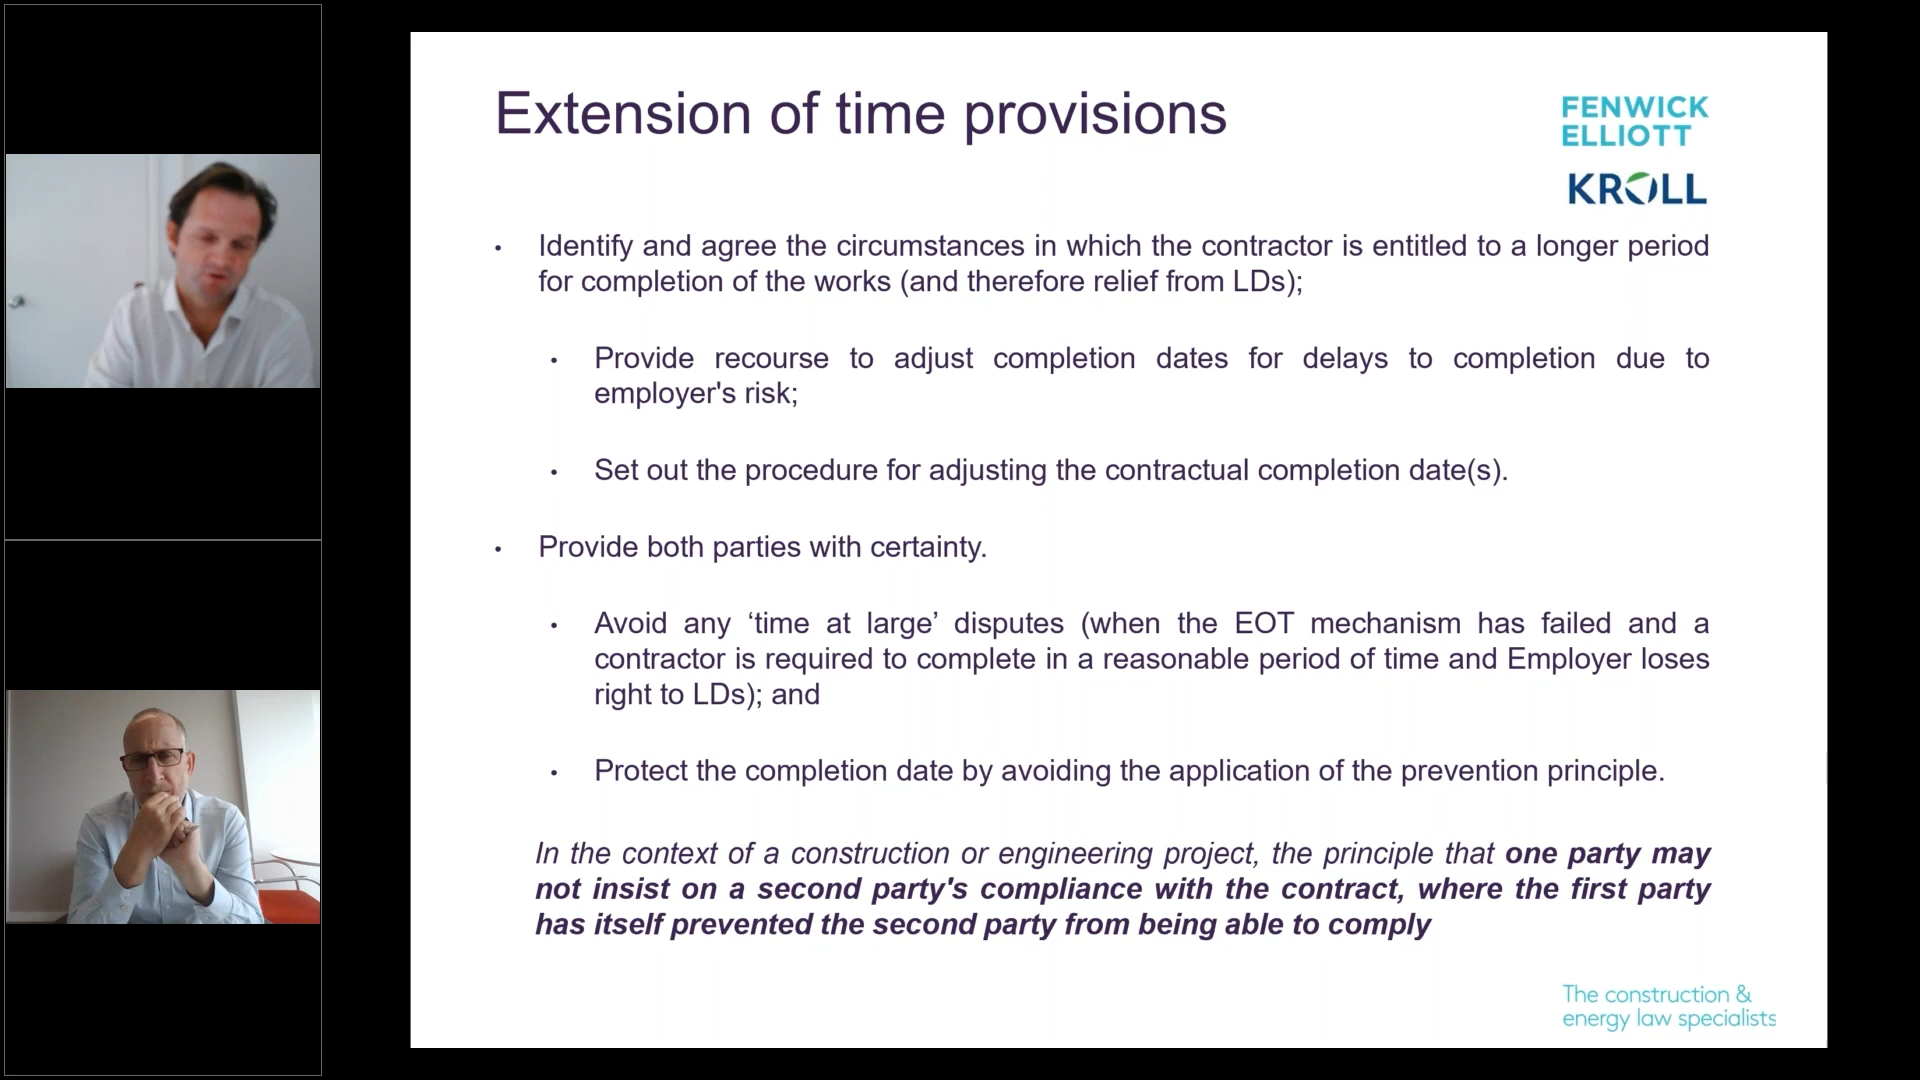 Extension of time provisions
FENWICK
ELLIOTT
KROLL
• Identify and agree the circumstances in which the contractor is entitled to a longer period
for completion of the works (and therefore relief from LDs);
• Provide recourse to adjust completion dates for delays to completion due to
employer's risk;
• Set out the procedure for adjusting the contractual completion date(s).
• Provide both parties with certainty.
• Avoid any ‘time at large’ disputes (when the EOT mechanism has failed and a
contractor is required to complete in a reasonable period of time and Employer loses
right to LDs); and
• Protect the completion date by avoiding the application of the prevention principle.
In the context of a construction or engineering project, the principle that one party may
not insist on a second party's compliance with the contract, where the first party
has itself prevented the second party from being able to comply
The construction &
energy law specialists